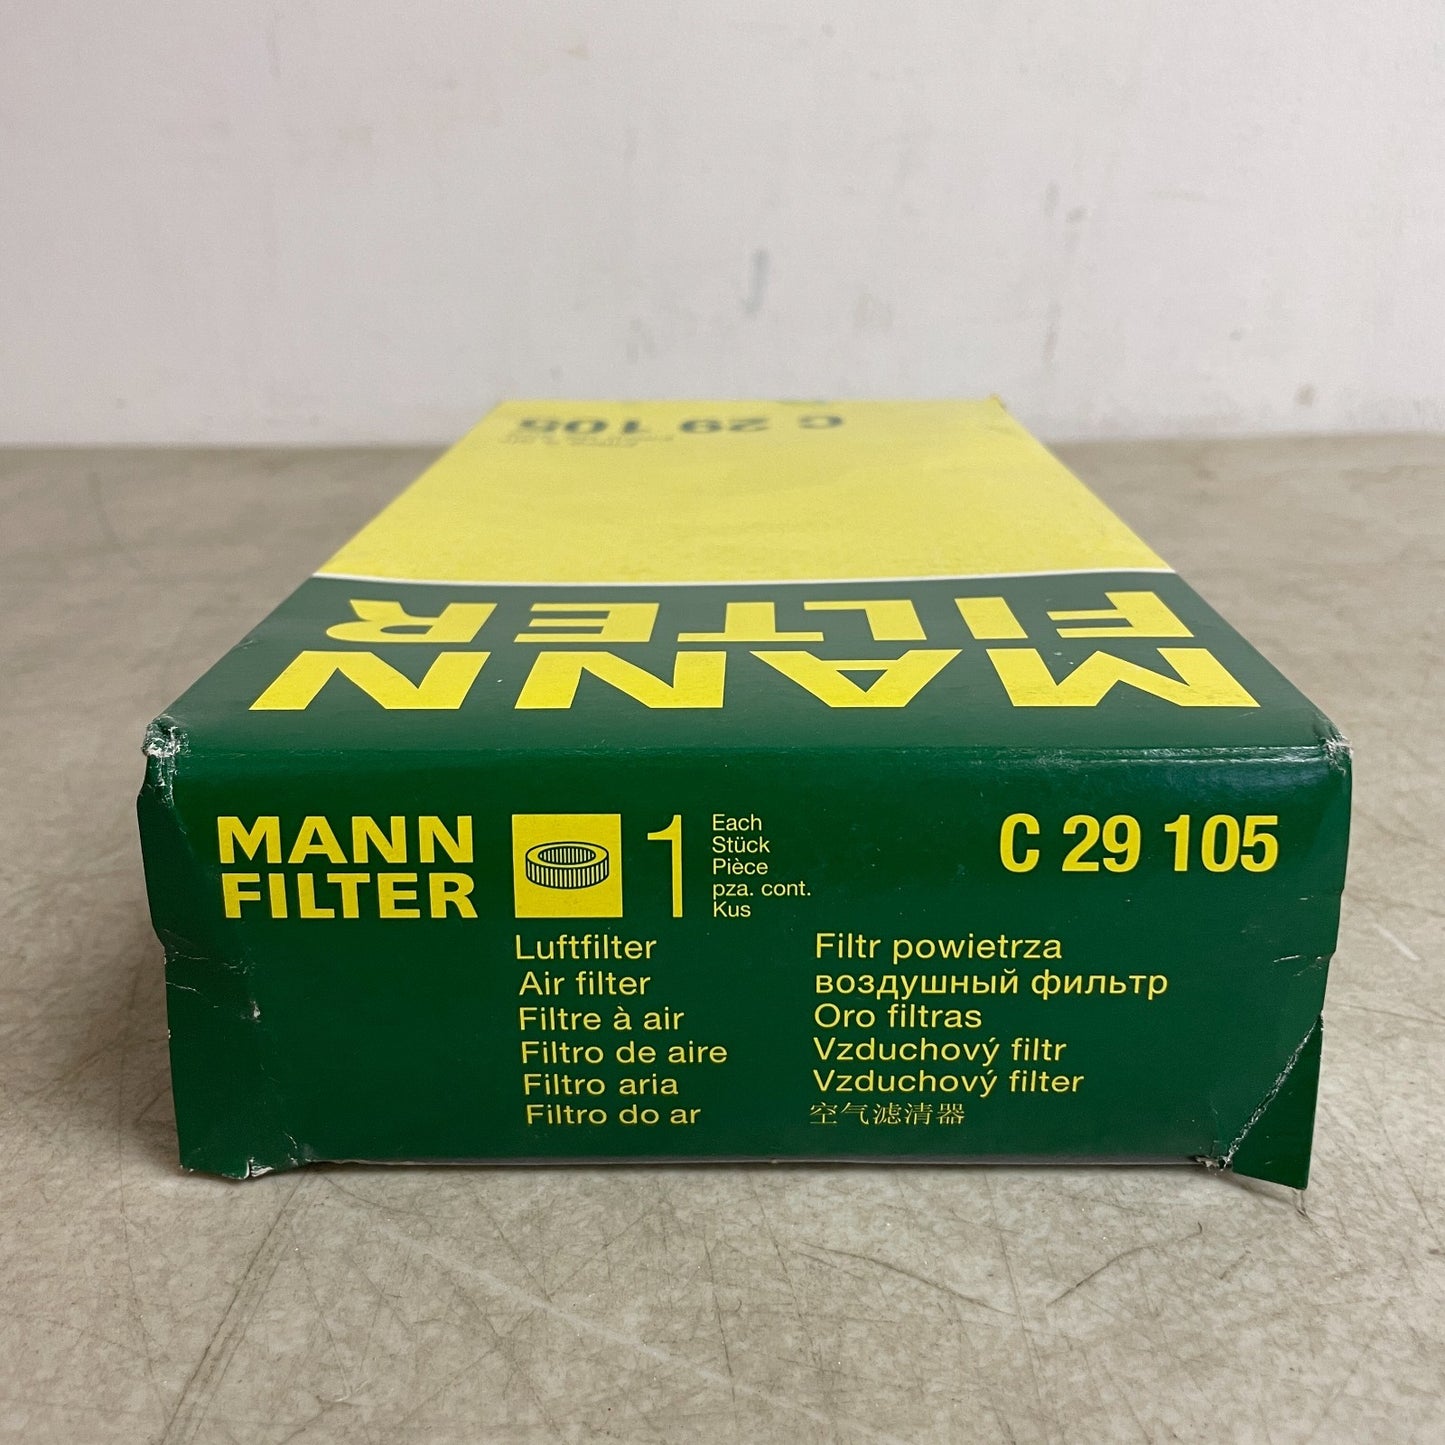 C 29 105
MANN
FILTER
MANN
FILTER
1
Each
Stück
Pièce
pza. cont.
Kus
C 29 105
Luftfilter
Air filter
Filtre à air
Filtro de aire
Filtro aria
Filtro do ar
Filtr powietrza
воздушный фильтр
Oro filtras
Vzduchový filtr
Vzduchový filter
空气滤清器